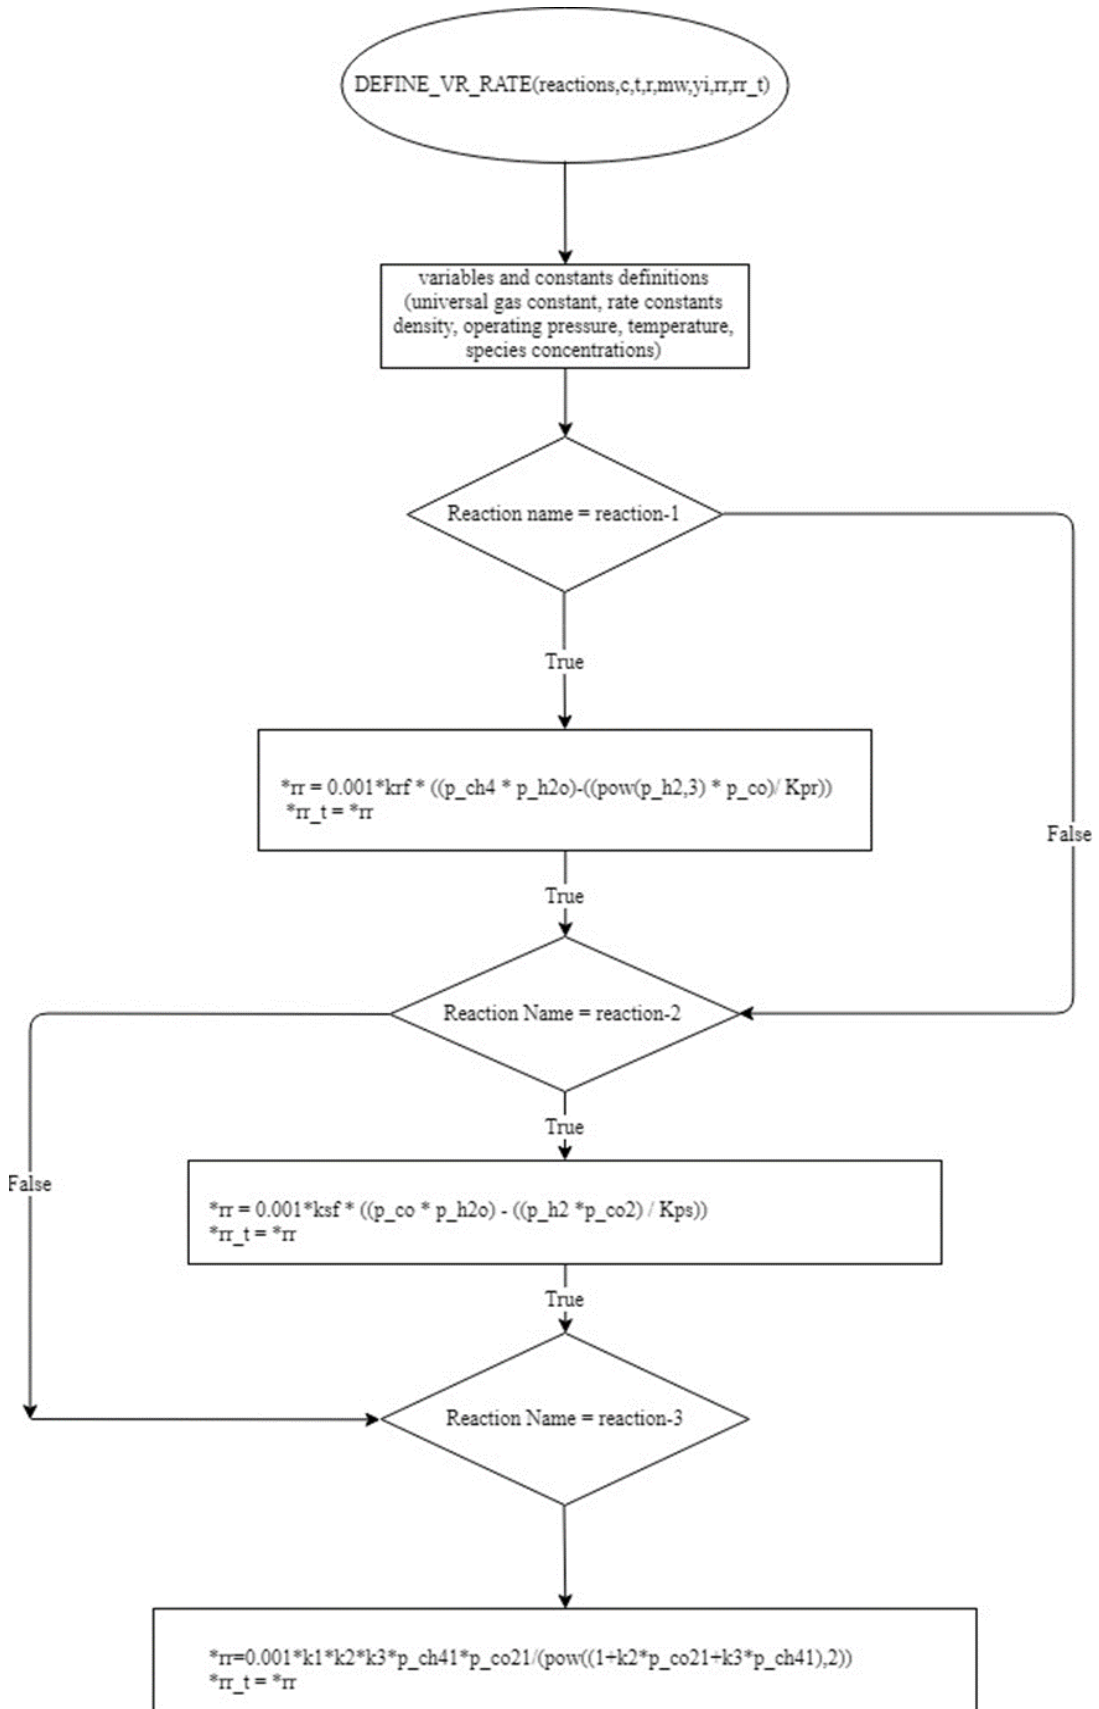 DEFINE_VR_RATE(reactions,c,t,r,mw,yi,rr,rr_t)
variables and constants definitions
(universal gas constant, rate constants
density, operating pressure, temperature,
species concentrations)
Reaction name = reaction-1
True
*rr = 0.001*krf * ((p_ch4 * p_h2o)-((pow(p_h2,3) * p_co)/ Kpr))
*rr_t = *rr
False
True
Reaction Name = reaction-2
True
False
*rr = 0.001*ksf * ((p_co * p_h2o) - ((p_h2 *p_co2) / Kps))
*rr_t = *rr
True
Reaction Name = reaction-3
*rr=0.001*k1*k2*k3*p_ch41*p_co21/(pow((1+k2*p_co21+k3*p_ch41),2))
*rr_t = *rr